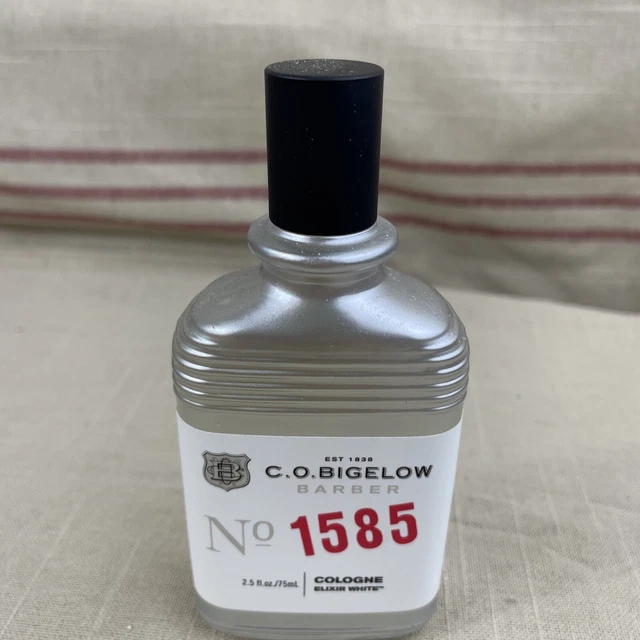 EST 1838
C.O.BIGELOW
BARBER
No 1585
2.5 fl.oz./75mL
COLOGNE
ELIXIR WHITE™